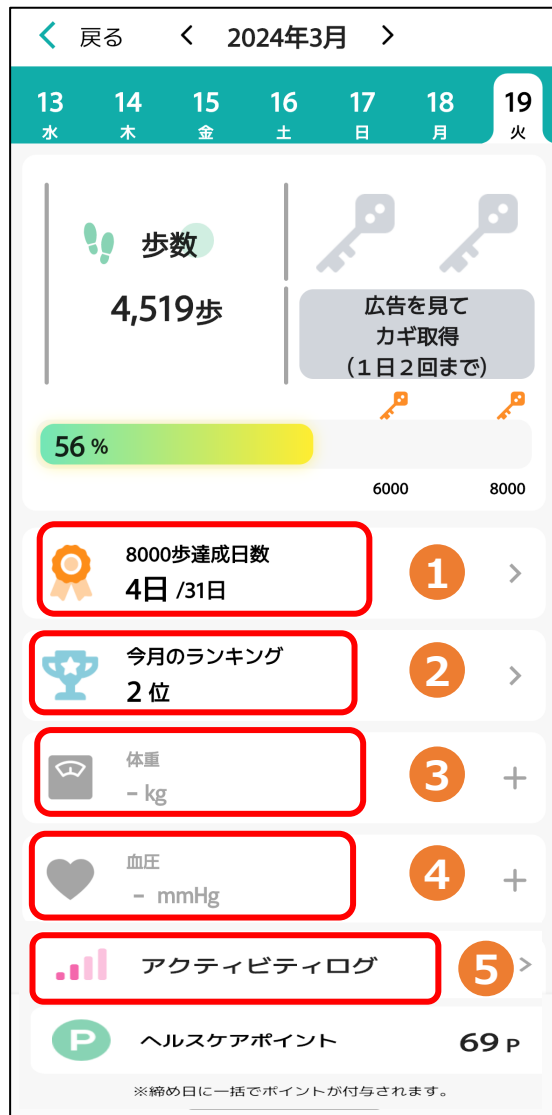 戻る
2024年3月
13 14 15 16 17 18 19
水 木 金 土 日 月 火
歩数
4,519歩
広告を見て
カギ取得
(1日2回まで)
56 %
6000 8000
8000歩達成日数
4日 /31日
1
今月のランキング
2 位
2
体重
- kg
3
血圧
- mmHg
4
アクティビティログ
5
P ヘルスケアポイント 69 P
※締め日に一括でポイントが付与されます。